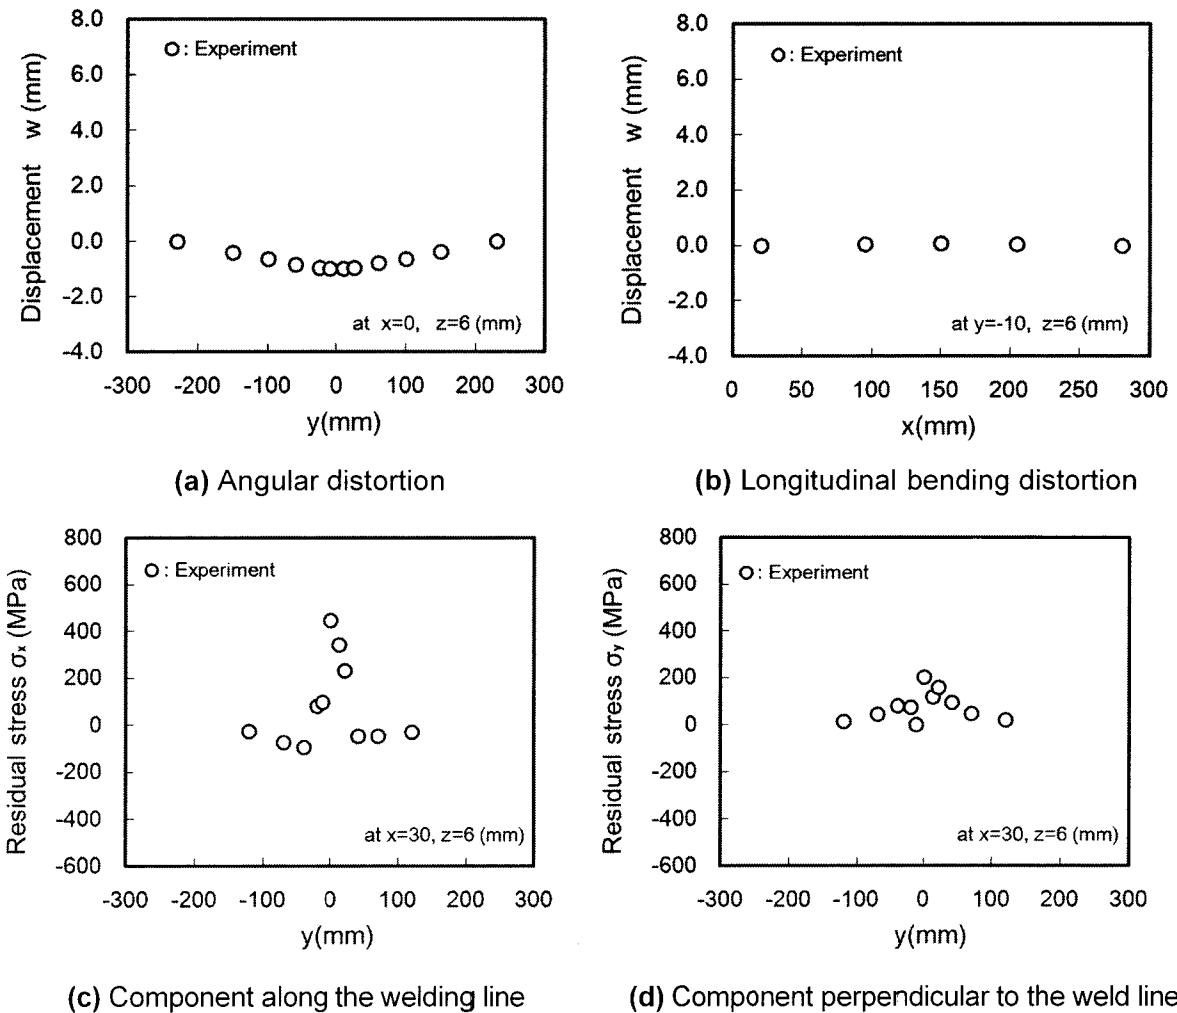 8.0
6.0
4.0
2.0
0.0
-2.0
-4.0
Displacement w (mm)
: Experiment
at x=0, z=6 (mm)
-300 -200 -100 0 100 200 300
y(mm)
(a) Angular distortion
8.0
6.0
4.0
2.0
0.0
-2.0
-4.0
Displacement w (mm)
: Experiment
at y=-10, z=6 (mm)
0 50 100 150 200 250 300
x(mm)
(b) Longitudinal bending distortion
800
600
400
200
0
-200
-400
-600
Residual stress σx (MPa)
: Experiment
at x=30, z=6 (mm)
-300 -200 -100 0 100 200 300
y(mm)
(c) Component along the welding line
800
600
400
200
0
-200
-400
-600
Residual stress σy (MPa)
: Experiment
at x=30, z=6 (mm)
-300 -200 -100 0 100 200 300
y(mm)
(d) Component perpendicular to the weld line